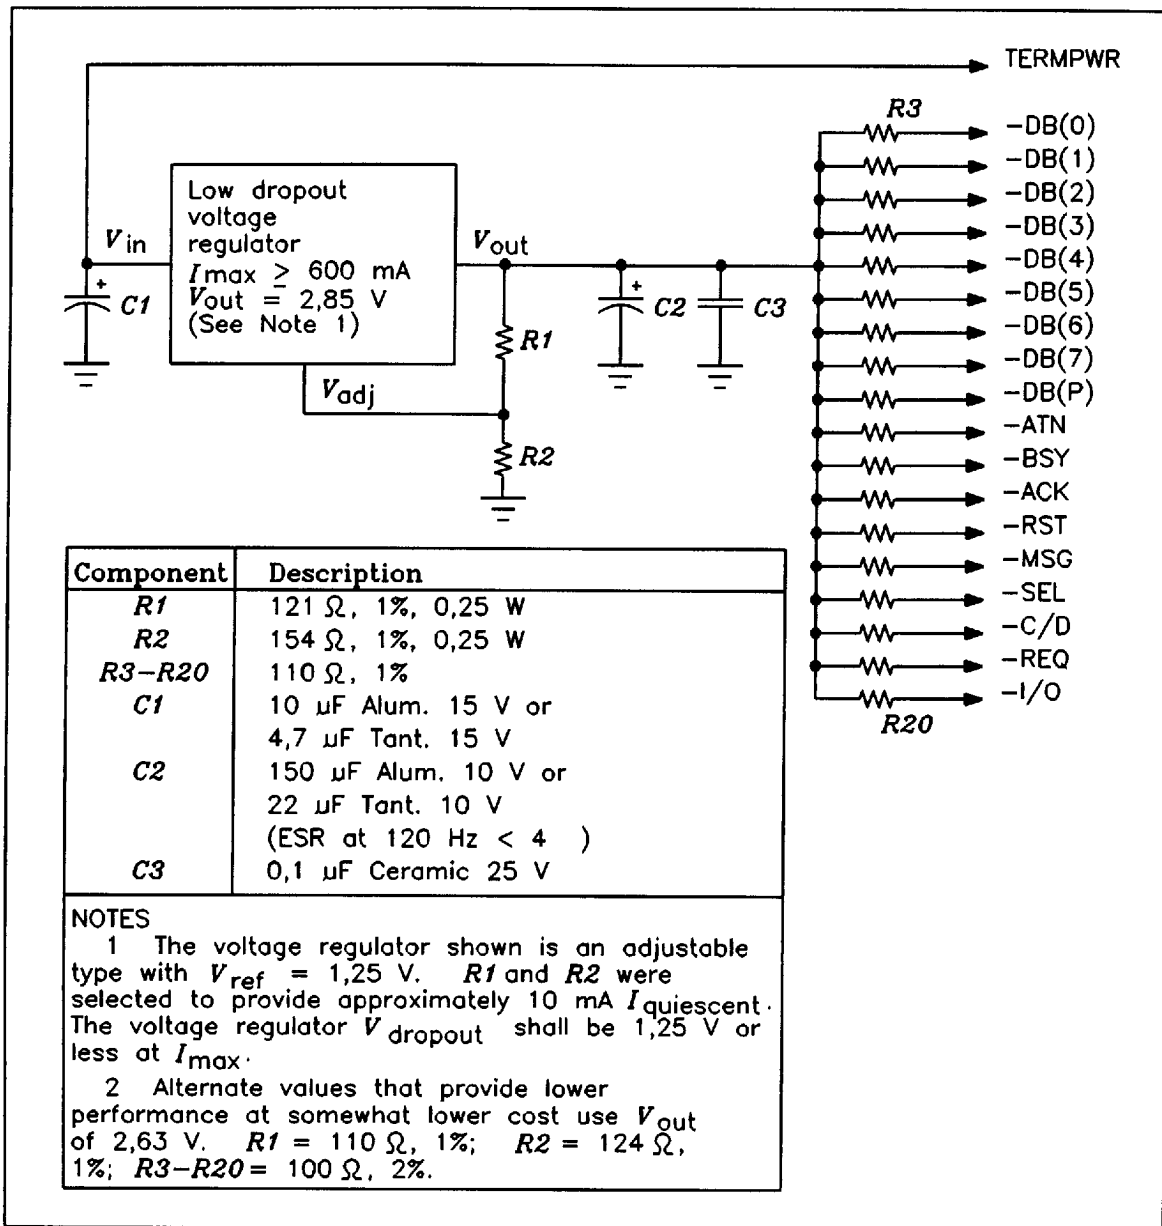 TERMPWR
R3
-DB(0)
-DB(1)
-DB(2)
-DB(3)
-DB(4)
-DB(5)
-DB(6)
-DB(7)
-DB(P)
-ATN
-BSY
-ACK
-RST
-MSG
-SEL
-C/D
-REQ
-I/O
R20
Vin
Low dropout
voltage
regulator
Imax ≥ 600 mA
Vout = 2,85 V
(See Note 1)
Vout
+
C1
+
C2
C3
R1
Vadj
R2
Component Description
R1 121 Ω, 1%, 0,25 W
R2 154 Ω, 1%, 0,25 W
R3-R20 110 Ω, 1%
C1 10 µF Alum. 15 V or
4,7 µF Tant. 15 V
C2 150 µF Alum. 10 V or
22 µF Tant. 10 V
(ESR at 120 Hz < 4 )
C3 0,1 µF Ceramic 25 V
NOTES
1 The voltage regulator shown is an adjustable
type with Vref = 1,25 V. R1 and R2 were
selected to provide approximately 10 mA Iquiescent.
The voltage regulator Vdropout shall be 1,25 V or
less at Imax.
2 Alternate values that provide lower
performance at somewhat lower cost use Vout
of 2,63 V. R1 = 110 Ω, 1%; R2 = 124 Ω,
1%; R3-R20 = 100 Ω, 2%.